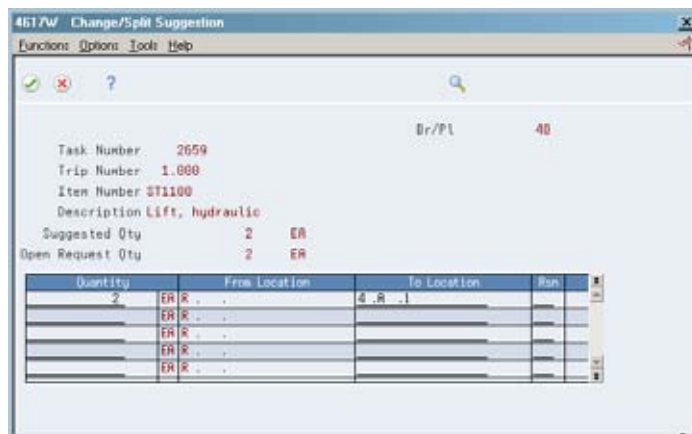 4617W Change/Split Suggestion
Functions Options Tools Help
?
Br/Pl 40
Task Number 2659
Trip Number 1.000
Item Number ST1100
Description Lift, hydraulic
Suggested Qty 2 EA
Open Request Qty 2 EA
Quantity From Location To Location Rsn
2 EA R . . 4 .A .1
EA R . .
EA R . .
EA R . .
EA R . .